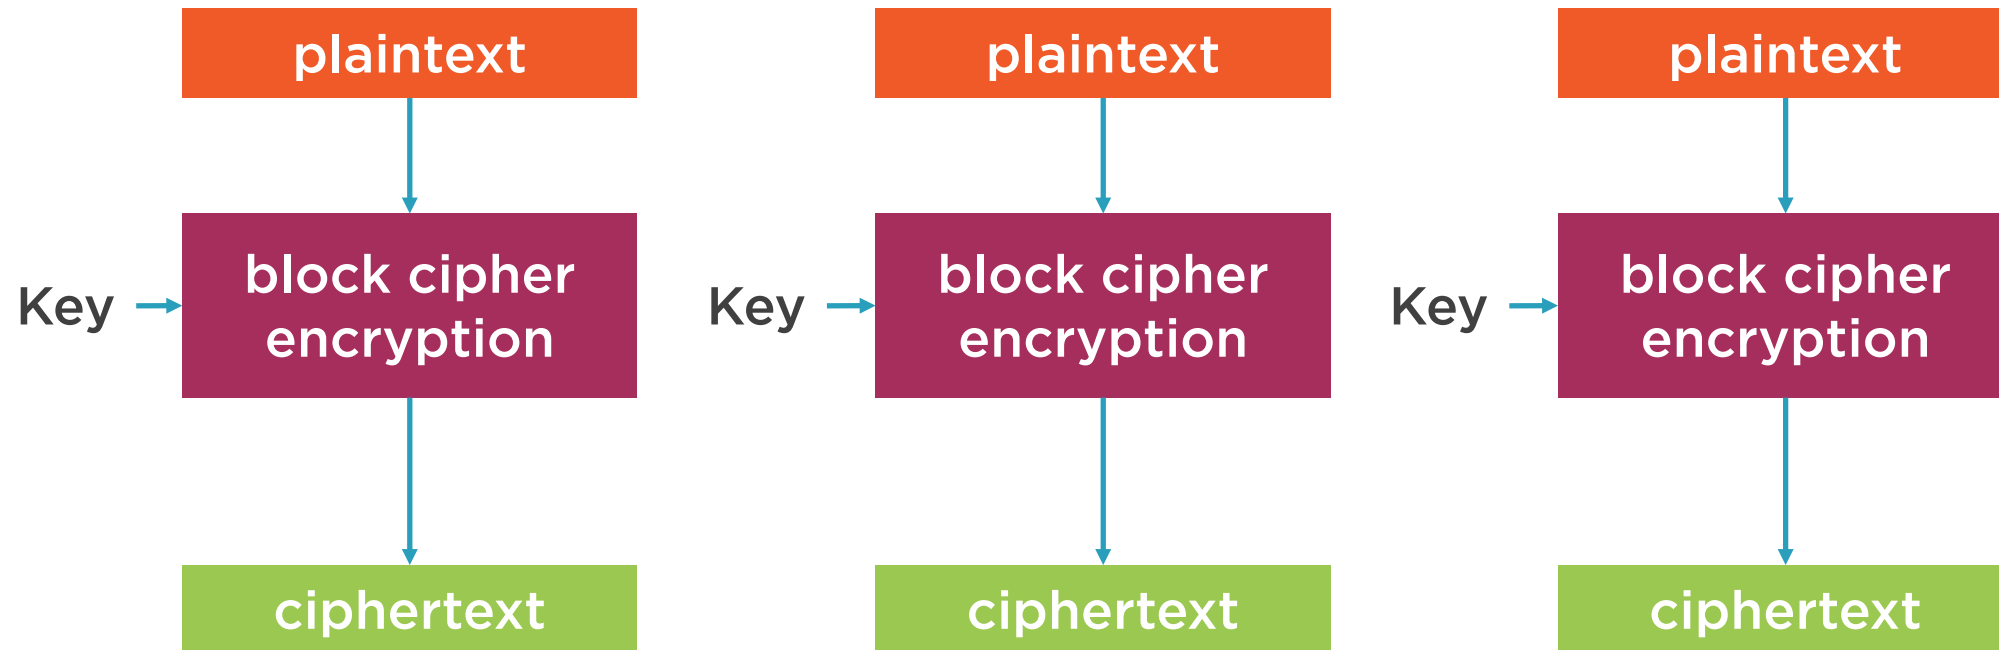 plaintext
plaintext
plaintext
Key
block cipher
encryption
Key
block cipher
encryption
Key
block cipher
encryption
ciphertext
ciphertext
ciphertext